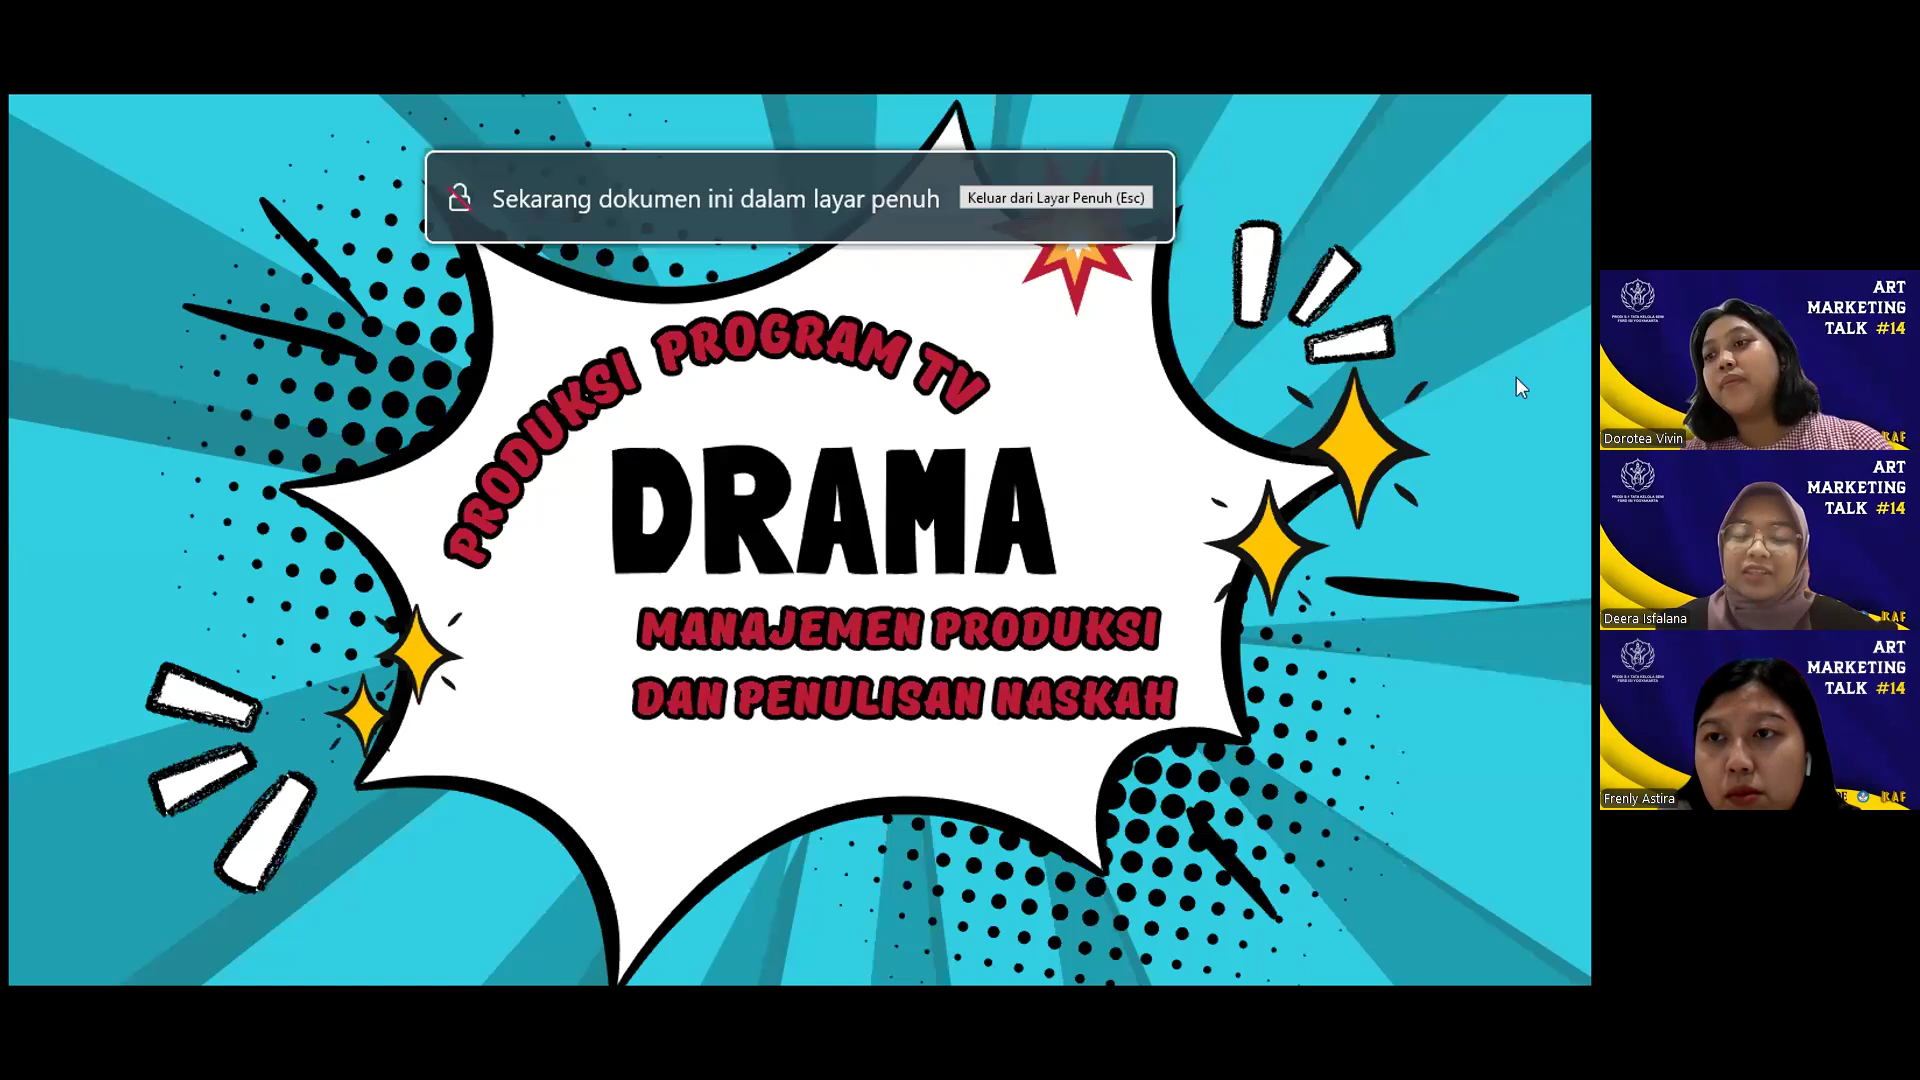 Sekarang dokumen ini dalam layar penuh
Keluar dari Layar Penuh (Esc)
PRODUKSI PROGRAM TV
DRAMA
MANAJEMEN PRODUKSI
DAN PENULISAN NASKAH
ART
MARKETING
TALK #14
Dorotea Vivin
ART
MARKETING
TALK #14
Deera Isfalana
ART
MARKETING
TALK #14
Frenly Astira